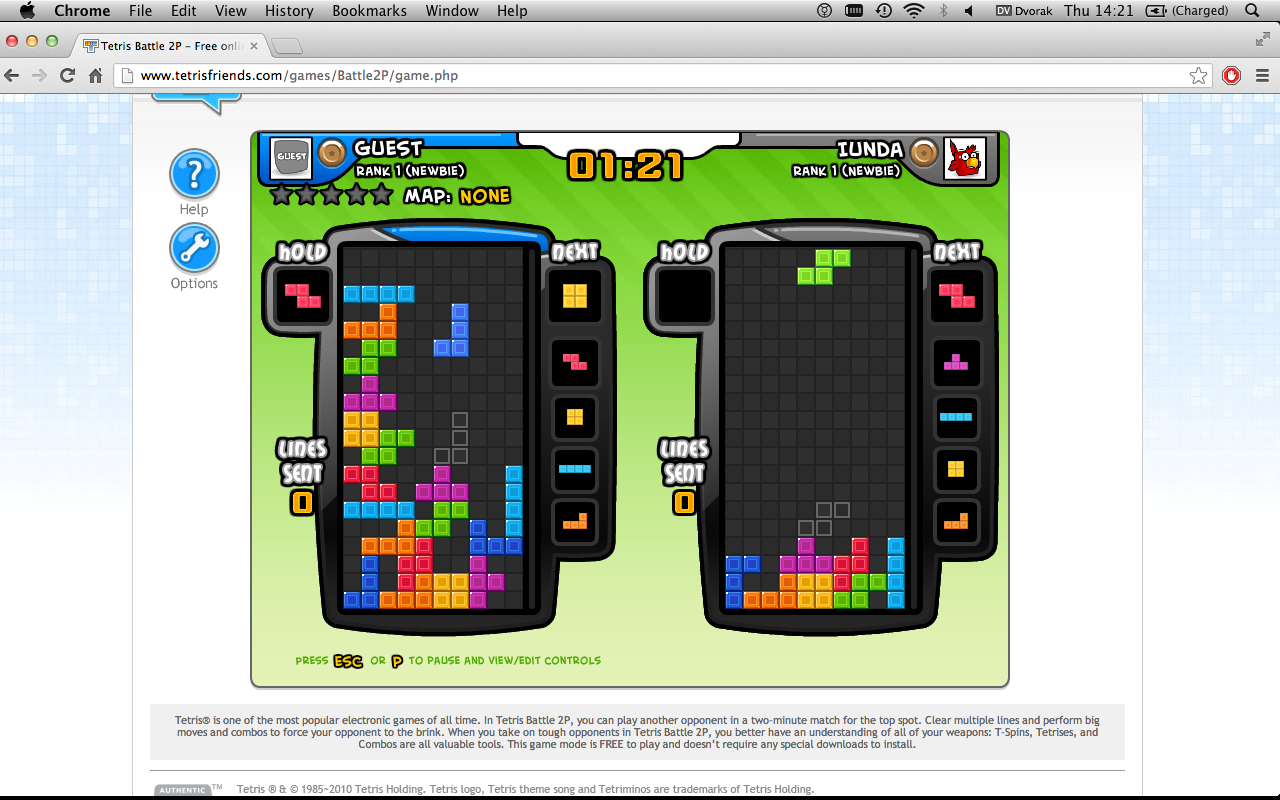 Chrome File Edit View History Bookmarks Window Help DV Dvorak Thu 14:21 (Charged)
Tetris Battle 2P – Free onli
www.tetrisfriends.com/games/Battle2P/game.php
Help
Options
GUEST
GUEST
RANK 1 (NEWBIE)
MAP: NONE
01:21
IUNDA
RANK 1 (NEWBIE)
HOLD
NEXT
LINES
SENT
0
HOLD
NEXT
LINES
SENT
0
PRESS ESC OR P TO PAUSE AND VIEW/EDIT CONTROLS
Tetris® is one of the most popular electronic games of all time. In Tetris Battle 2P, you can play another opponent in a two-minute match for the top spot. Clear multiple lines and perform big
moves and combos to force your opponent to the brink. When you take on tough opponents in Tetris Battle 2P, you better have an understanding of all of your weapons: T-Spins, Tetrises, and
Combos are all valuable tools. This game mode is FREE to play and doesn't require any special downloads to install.
AUTHENTIC TM
Tetris ® & © 1985~2010 Tetris Holding. Tetris logo, Tetris theme song and Tetriminos are trademarks of Tetris Holding.